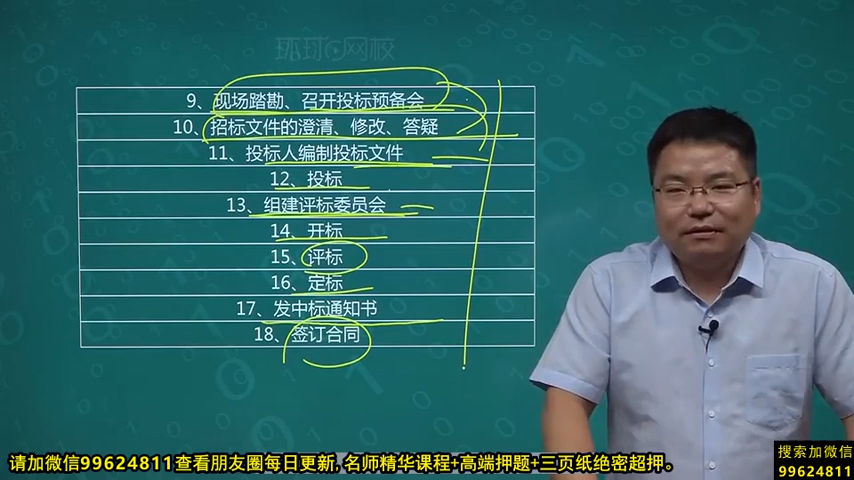 环球网校
9、现场踏勘、召开投标预备会
10、招标文件的澄清、修改、答疑
11、投标人编制投标文件
12、投标
13、组建评标委员会
14、开标
15、评标
16、定标
17、发中标通知书
18、签订合同
请加微信99624811查看朋友圈每日更新,名师精华课程+高端押题+三页纸绝密超押。
搜索加微信
99624811